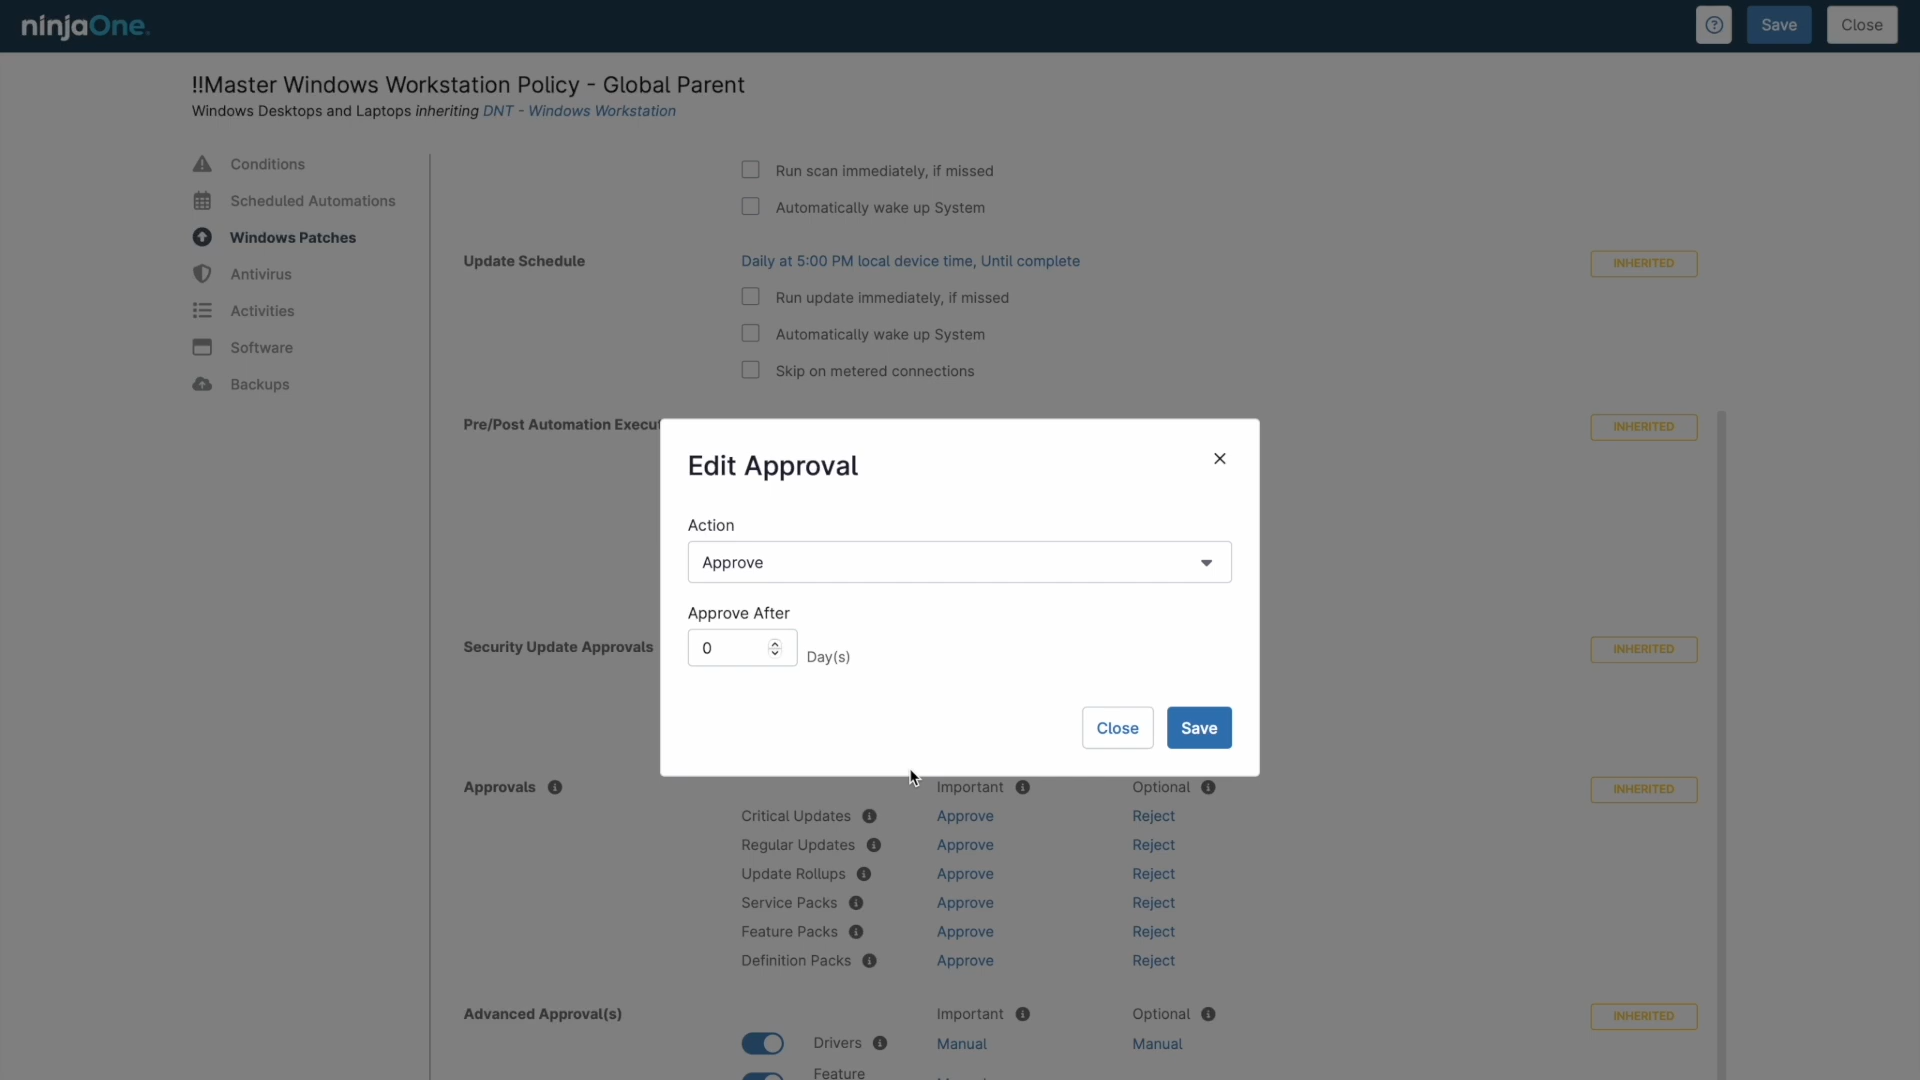 ninjaOne.
Save
Close
!!Master Windows Workstation Policy - Global Parent
Windows Desktops and Laptops inheriting DNT - Windows Workstation
Conditions
Scheduled Automations
Windows Patches
Antivirus
Activities
Software
Backups
Run scan immediately, if missed
Automatically wake up System
Update Schedule
Daily at 5:00 PM local device time, Until complete
INHERITED
Run update immediately, if missed
Automatically wake up System
Skip on metered connections
Pre/Post Automation Execu
INHERITED
Edit Approval
Action
Approve
Approve After
0
Day(s)
Close
Save
Security Update Approvals
INHERITED
Approvals
Important
Optional
INHERITED
Critical Updates
Approve
Reject
Regular Updates
Approve
Reject
Update Rollups
Approve
Reject
Service Packs
Approve
Reject
Feature Packs
Approve
Reject
Definition Packs
Approve
Reject
Advanced Approval(s)
Important
Optional
INHERITED
Drivers
Manual
Manual
Feature